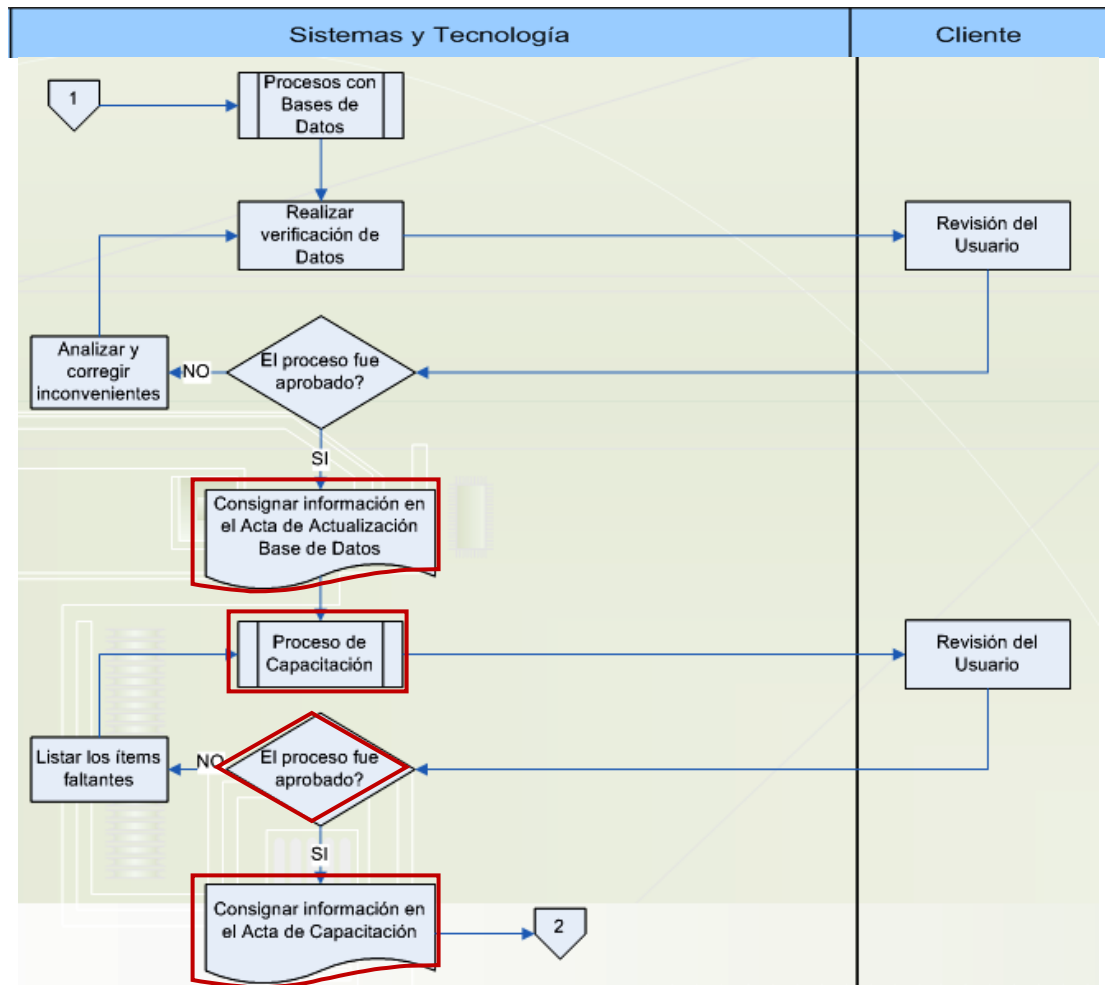 Sistemas y Tecnología
Cliente
1
Procesos con
Bases de
Datos
Realizar
verificación de
Datos
Revisión del
Usuario
Analizar y
corregir
inconvenientes
NO
El proceso fue
aprobado?
SI
Consignar información en
el Acta de Actualización
Base de Datos
Proceso de
Capacitación
Revisión del
Usuario
Listar los ítems
faltantes
NO
El proceso fue
aprobado?
SI
Consignar información en
el Acta de Capacitación
2